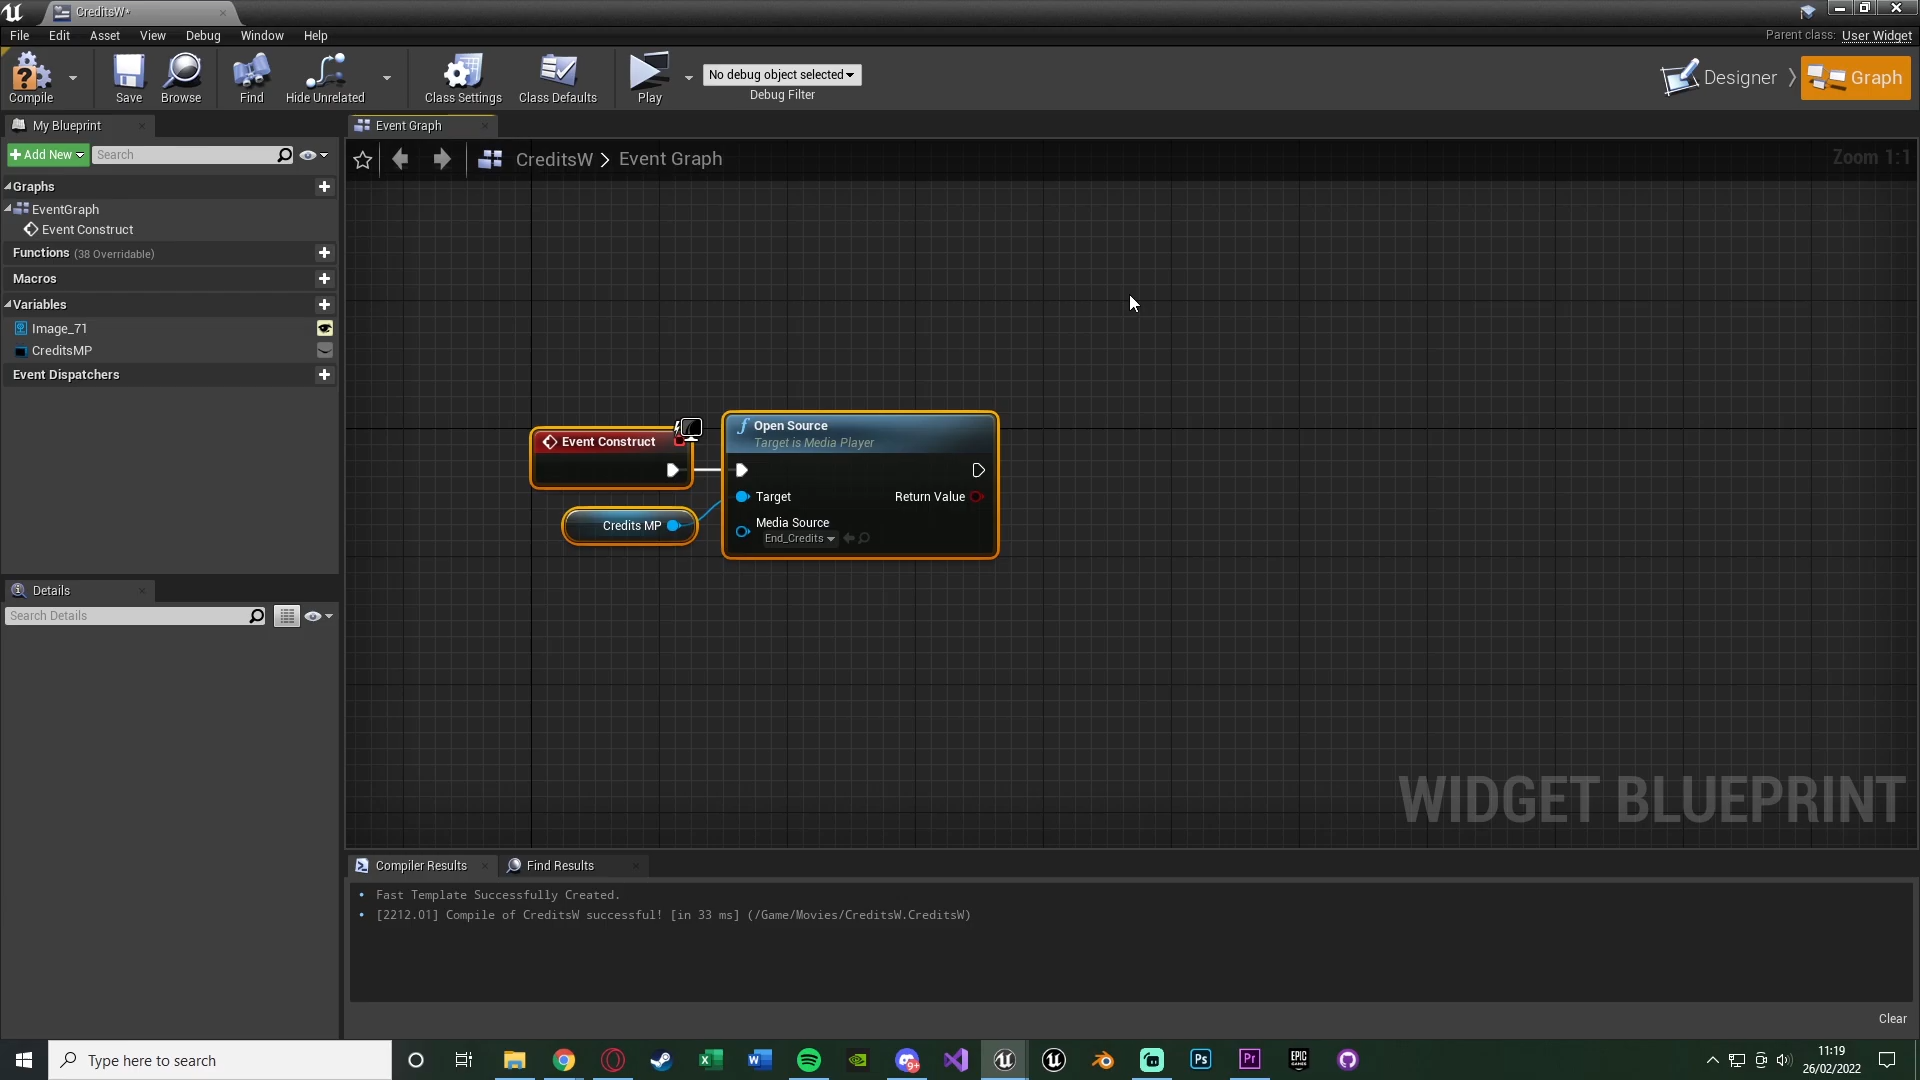 CreditsW*
File Edit Asset View Debug Window Help
Parent class: User Widget
Compile Save Browse Find Hide Unrelated Class Settings Class Defaults Play
No debug object selected
Debug Filter
Designer Graph
My Blueprint
Event Graph
Add New Search
CreditsW > Event Graph
Zoom 1:1
Graphs
EventGraph
Event Construct
Functions (38 Overridable)
Macros
Variables
Image_71
CreditsMP
Event Dispatchers
Event Construct
Open Source
Target is Media Player
Target
Return Value
Credits MP
Media Source
End_Credits
Details
Search Details
WIDGET BLUEPRINT
Compiler Results Find Results
Fast Template Successfully Created.
[2212.01] Compile of CreditsW successful! [in 33 ms] (/Game/Movies/CreditsW.CreditsW)
Clear
Type here to search
9+
Ps
Pr
EPIC GAMES
11:19
26/02/2022